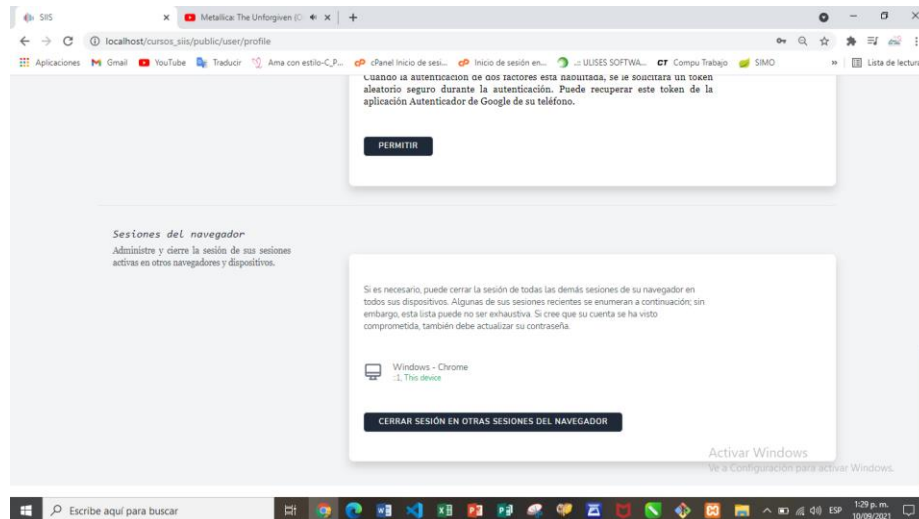 SIIS
Metallica: The Unforgiven (O
localhost/cursos_siis/public/user/profile
Aplicaciones Gmail YouTube Traducir Ama con estilo-C_P... cPanel Inicio de sesi... Inicio de sesión en... .:: ULISES SOFTWA... CT Compu Trabajo SIMO » Lista de lectura
Cuando la autenticación de dos factores esta habilitada, se le solicitará un token
aleatorio seguro durante la autenticación. Puede recuperar este token de la
aplicación Autenticador de Google de su teléfono.
PERMITIR
Sesiones del navegador
Administre y cierre la sesión de sus sesiones
activas en otros navegadores y dispositivos.
Si es necesario, puede cerrar la sesión de todas las demás sesiones de su navegador en
todos sus dispositivos. Algunas de sus sesiones recientes se enumeran a continuación; sin
embargo, esta lista puede no ser exhaustiva. Si cree que su cuenta se ha visto
comprometida, también debe actualizar su contraseña.
Windows - Chrome
::1, This device
CERRAR SESIÓN EN OTRAS SESIONES DEL NAVEGADOR
Activar Windows
Ve a Configuración para activar Windows.
Escribe aquí para buscar
ESP
1:29 p. m.
10/09/2021